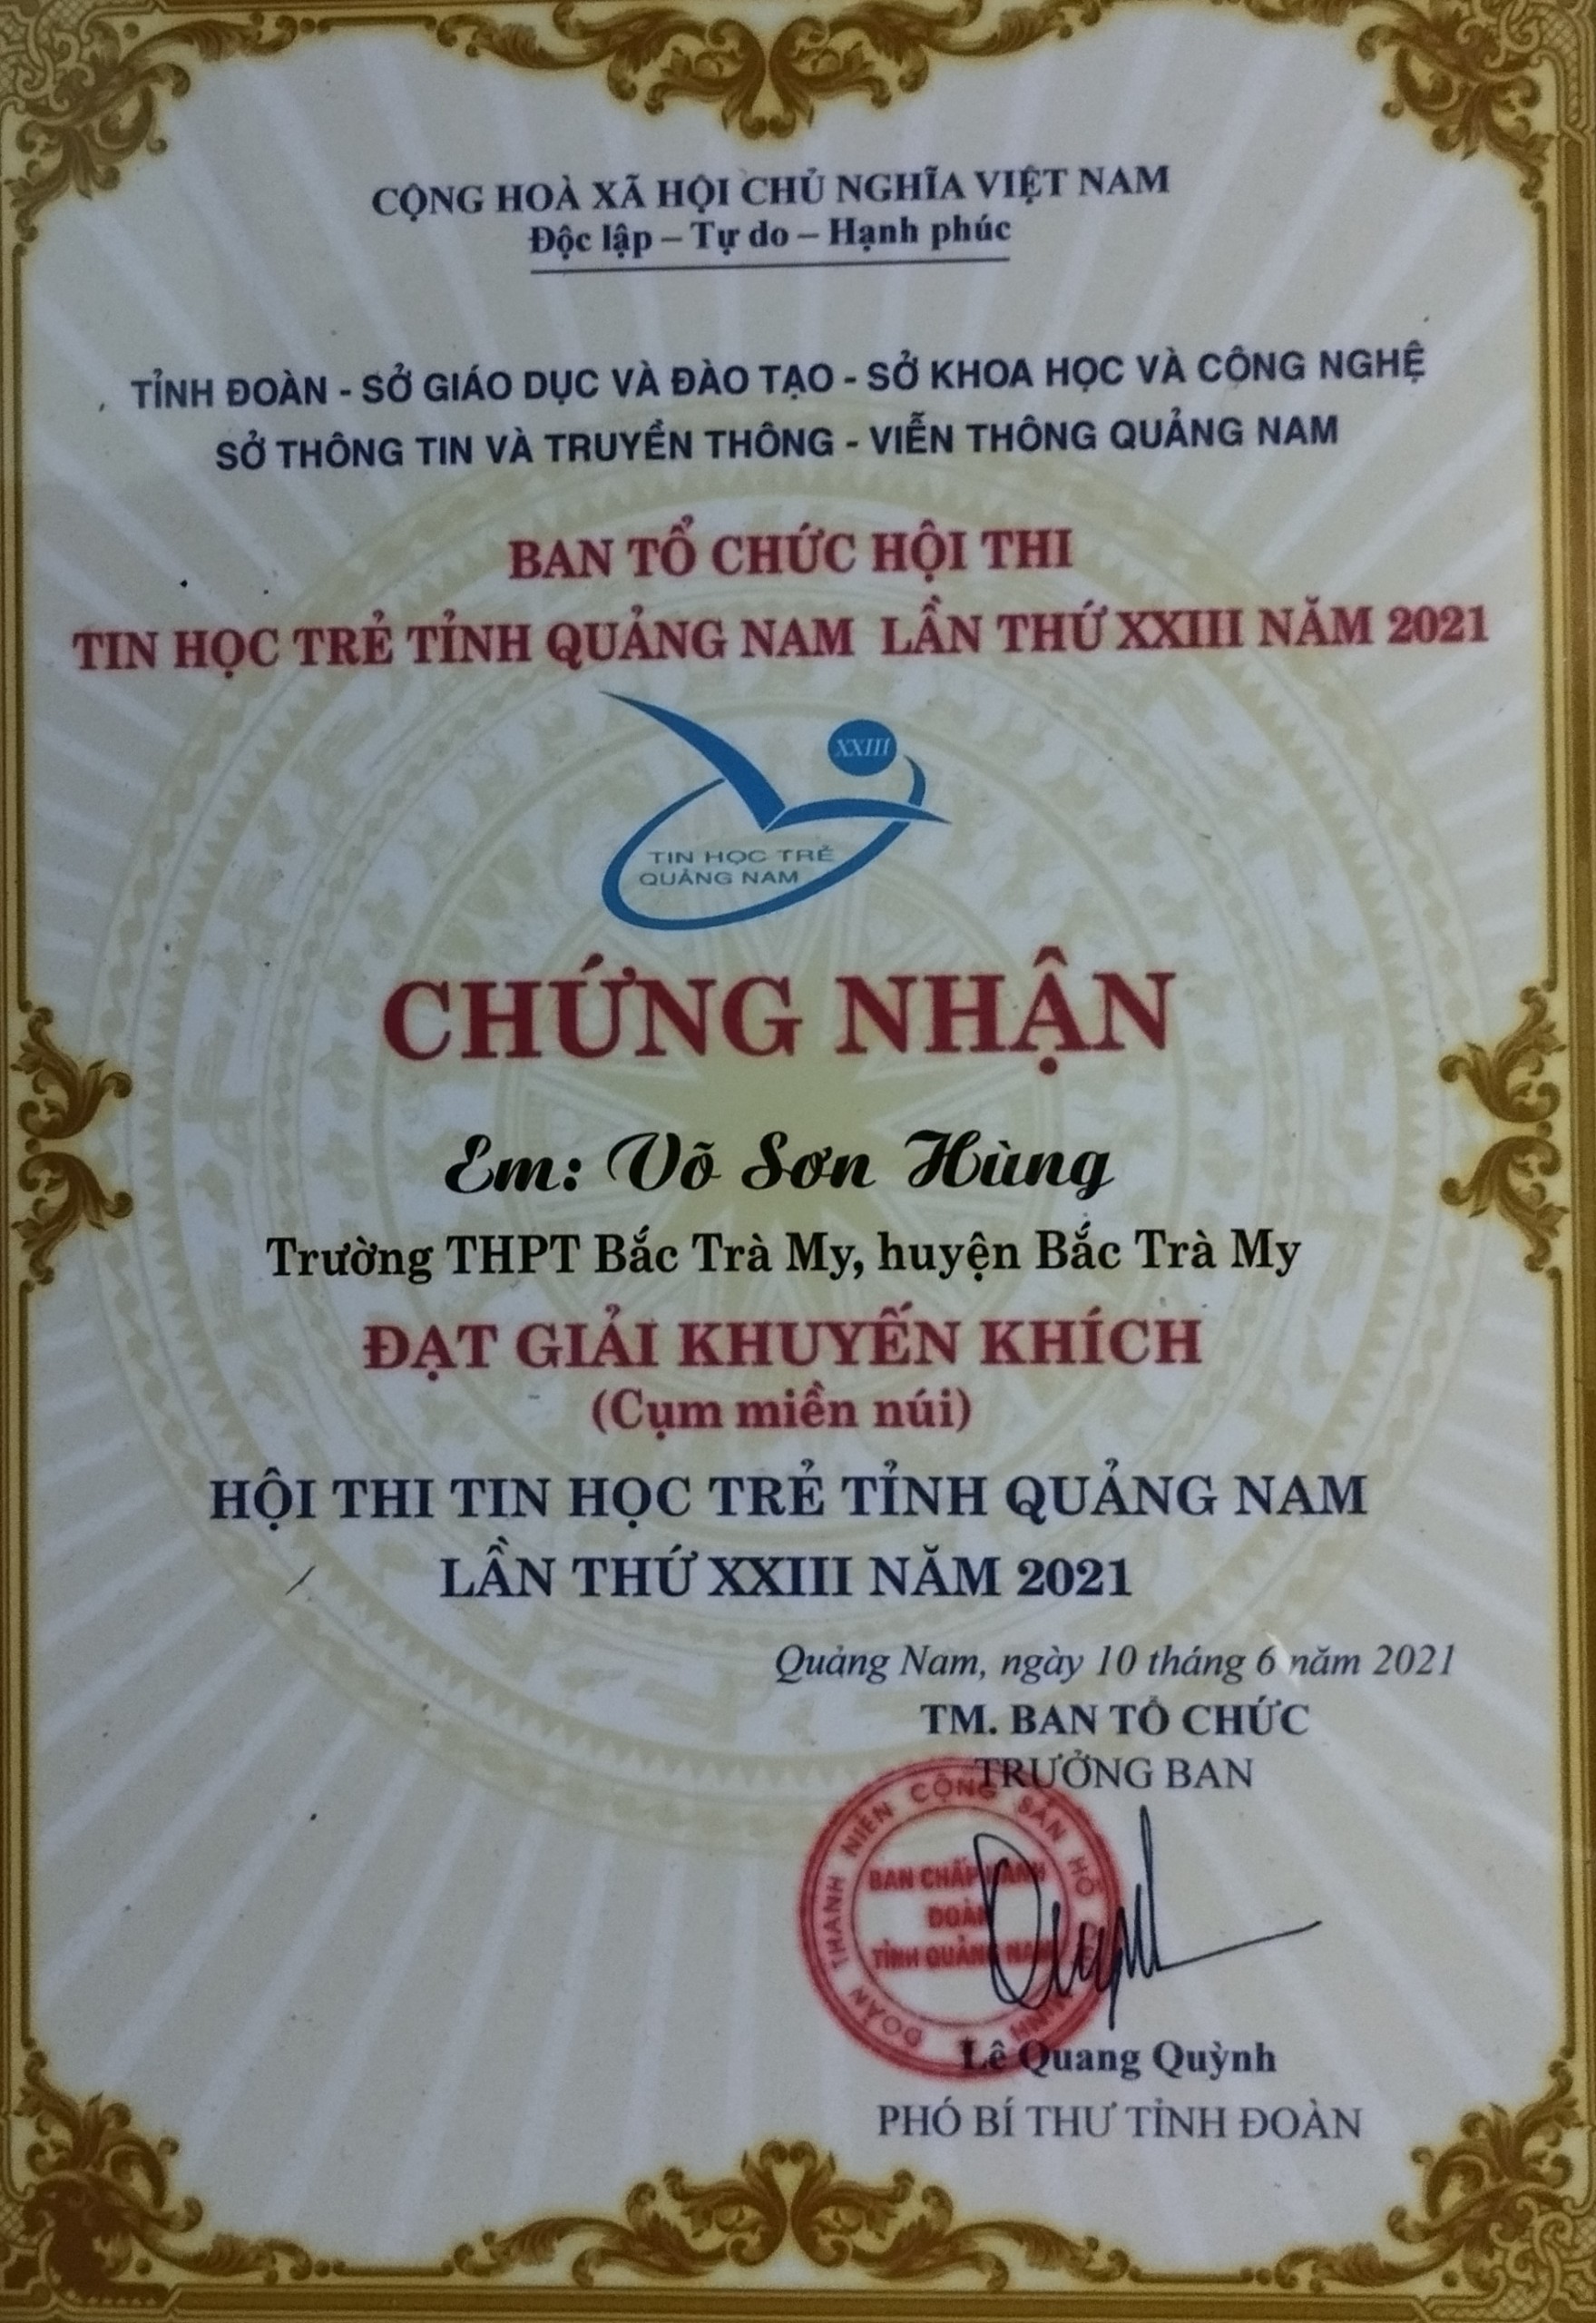 CỘNG HOÀ XÃ HỘI CHỦ NGHĨA VIỆT NAM
Độc lập – Tự do – Hạnh phúc
TỈNH ĐOÀN - SỞ GIÁO DỤC VÀ ĐÀO TẠO - SỞ KHOA HỌC VÀ CÔNG NGHỆ
SỞ THÔNG TIN VÀ TRUYỀN THÔNG - VIỄN THÔNG QUẢNG NAM
BAN TỔ CHỨC HỘI THI
TIN HỌC TRẺ TỈNH QUẢNG NAM LẦN THỨ XXIII NĂM 2021
XXIII
TIN HỌC TRẺ
QUẢNG NAM
CHỨNG NHẬN
Em: Võ Sơn Hùng
Trường THPT Bắc Trà My, huyện Bắc Trà My
ĐẠT GIẢI KHUYẾN KHÍCH
(Cụm miền núi)
HỘI THI TIN HỌC TRẺ TỈNH QUẢNG NAM
LẦN THỨ XXIII NĂM 2021
Quảng Nam, ngày 10 tháng 6 năm 2021
TM. BAN TỔ CHỨC
TRƯỞNG BAN
ĐOÀN THANH NIÊN CỘNG SẢN HỒ
BAN CHẤP HÀNH
ĐOÀN
TỈNH QUẢNG NAM
Lê Quang Quỳnh
PHÓ BÍ THƯ TỈNH ĐOÀN